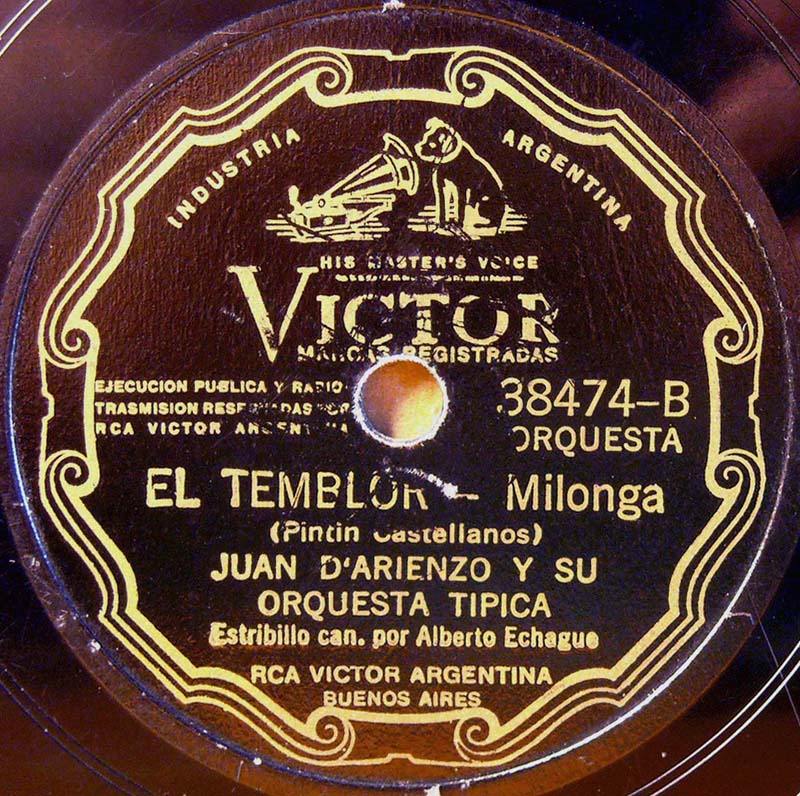 INDUSTRIA ARGENTINA
HIS MASTER'S VOICE
VICTOR
MARCAS REGISTRADAS
EJECUCION PUBLICA Y RADIO
TRASMISION RESERVADAS POR
RCA VICTOR ARGENTINA
38474-B
ORQUESTA
EL TEMBLOR - Milonga
(Pintin Castellanos)
JUAN D'ARIENZO Y SU
ORQUESTA TIPICA
Estribillo can. por Alberto Echague
RCA VICTOR ARGENTINA
BUENOS AIRES